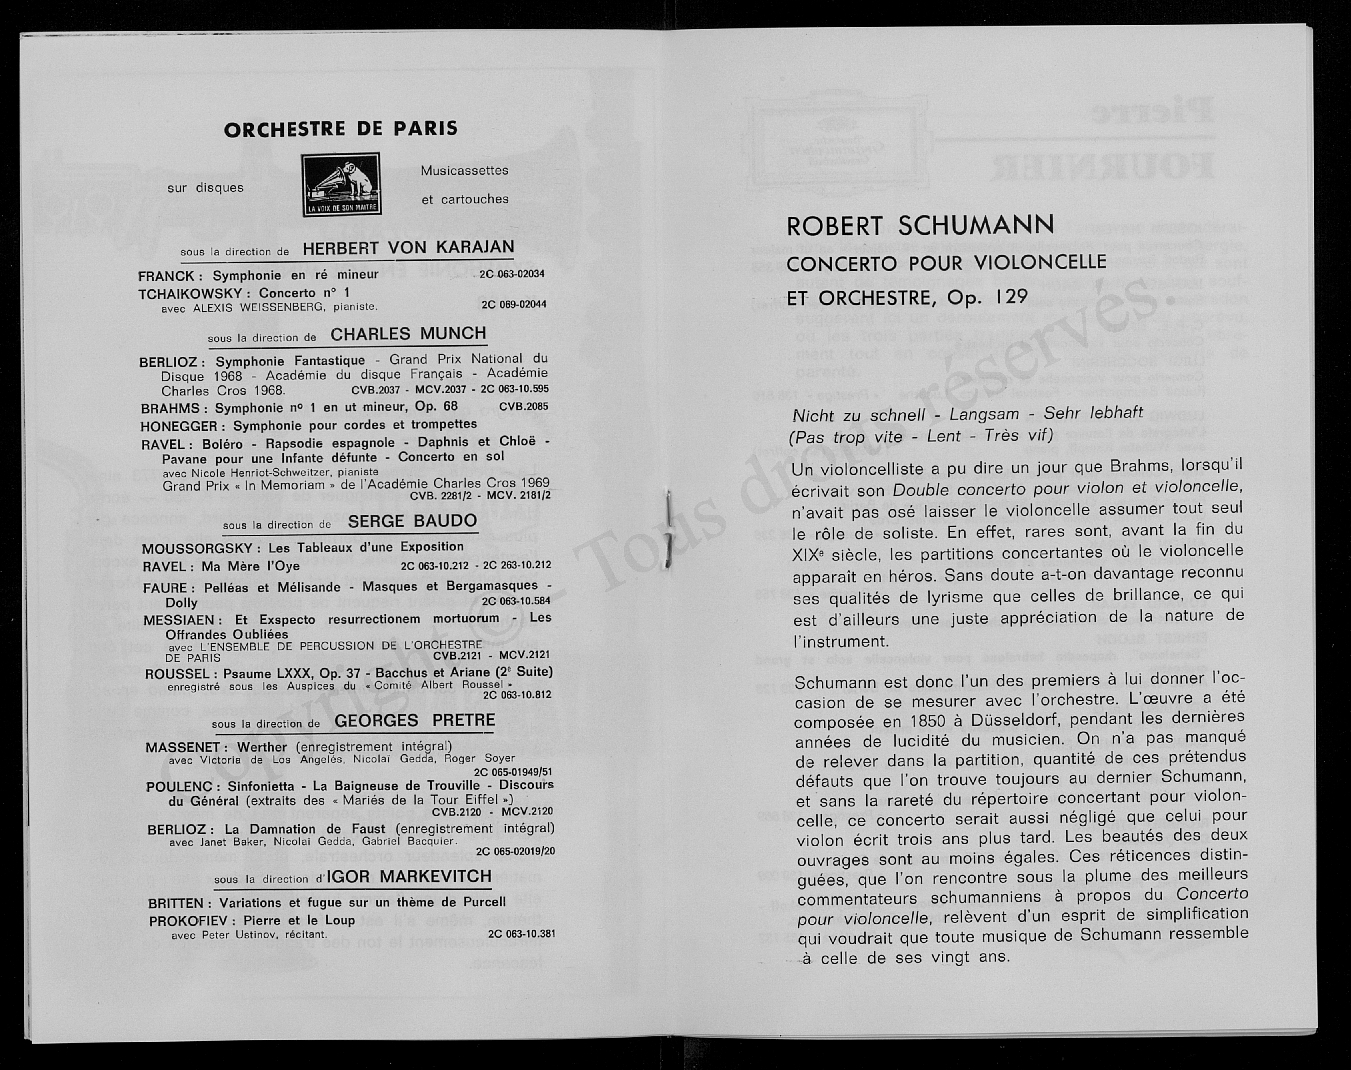 ORCHESTRE DE PARIS
sur disques
LA VOIX DE SON MAITRE
Musicassettes
et cartouches
sous la direction de HERBERT VON KARAJAN
FRANCK : Symphonie en ré mineur 2C 063-02034
TCHAIKOWSKY : Concerto n° 1
avec ALEXIS WEISSENBERG, pianiste. 2C 069-02044
sous la direction de CHARLES MUNCH
BERLIOZ : Symphonie Fantastique - Grand Prix National du
Disque 1968 - Académie du disque Français - Académie
Charles Cros 1968. CVB.2037 - MCV.2037 - 2C 063-10.595
BRAHMS : Symphonie n° 1 en ut mineur, Op. 68 CVB.2085
HONEGGER : Symphonie pour cordes et trompettes
RAVEL : Boléro - Rapsodie espagnole - Daphnis et Chloë -
Pavane pour une Infante défunte - Concerto en sol
avec Nicole Henriot-Schweitzer, pianiste
Grand Prix « In Memoriam » de l'Académie Charles Cros 1969
CVB. 2281/2 - MCV. 2181/2
sous la direction de SERGE BAUDO
MOUSSORGSKY : Les Tableaux d'une Exposition
RAVEL : Ma Mère l'Oye 2C 063-10.212 - 2C 263-10.212
FAURE : Pelléas et Mélisande - Masques et Bergamasques -
Dolly 2C 063-10.584
MESSIAEN : Et Exspecto resurrectionem mortuorum - Les
Offrandes Oubliées
avec L'ENSEMBLE DE PERCUSSION DE L'ORCHESTRE
DE PARIS CVB.2121 - MCV.2121
ROUSSEL : Psaume LXXX, Op. 37 - Bacchus et Ariane (2e Suite)
enregistré sous les Auspices du « Comité Albert Roussel »
2C 063-10.812
sous la direction de GEORGES PRETRE
MASSENET : Werther (enregistrement intégral)
avec Victoria de Los Angelés, Nicolaï Gedda, Roger Soyer
2C 065-01949/51
POULENC : Sinfonietta - La Baigneuse de Trouville - Discours
du Général (extraits des « Mariés de la Tour Eiffel »)
CVB.2120 - MCV.2120
BERLIOZ : La Damnation de Faust (enregistrement intégral)
avec Janet Baker, Nicolai Gedda, Gabriel Bacquier.
2C 065-02019/20
sous la direction d'IGOR MARKEVITCH
BRITTEN : Variations et fugue sur un thème de Purcell
PROKOFIEV : Pierre et le Loup
avec Peter Ustinov, récitant. 2C 063-10.381
ROBERT SCHUMANN
CONCERTO POUR VIOLONCELLE
ET ORCHESTRE, Op. 129
Nicht zu schnell - Langsam - Sehr lebhaft
(Pas trop vite - Lent - Très vif)
Un violoncelliste a pu dire un jour que Brahms, lorsqu'il
écrivait son Double concerto pour violon et violoncelle,
n'avait pas osé laisser le violoncelle assumer tout seul
le rôle de soliste. En effet, rares sont, avant la fin du
XIXe siècle, les partitions concertantes où le violoncelle
apparait en héros. Sans doute a-t-on davantage reconnu
ses qualités de lyrisme que celles de brillance, ce qui
est d'ailleurs une juste appréciation de la nature de
l'instrument.
Schumann est donc l'un des premiers à lui donner l'oc-
casion de se mesurer avec l'orchestre. L'œuvre a été
composée en 1850 à Düsseldorf, pendant les dernières
années de lucidité du musicien. On n'a pas manqué
de relever dans la partition, quantité de ces prétendus
défauts que l'on trouve toujours au dernier Schumann,
et sans la rareté du répertoire concertant pour violon-
celle, ce concerto serait aussi négligé que celui pour
violon écrit trois ans plus tard. Les beautés des deux
ouvrages sont au moins égales. Ces réticences distin-
guées, que l'on rencontre sous la plume des meilleurs
commentateurs schumanniens à propos du Concerto
pour violoncelle, relèvent d'un esprit de simplification
qui voudrait que toute musique de Schumann ressemble
à celle de ses vingt ans.
Copyright © - Tous droits réservés.